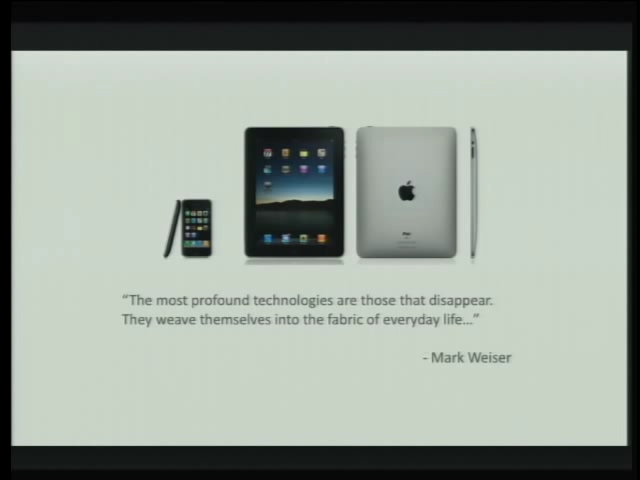 “The most profound technologies are those that disappear.
They weave themselves into the fabric of everyday life…”
- Mark Weiser